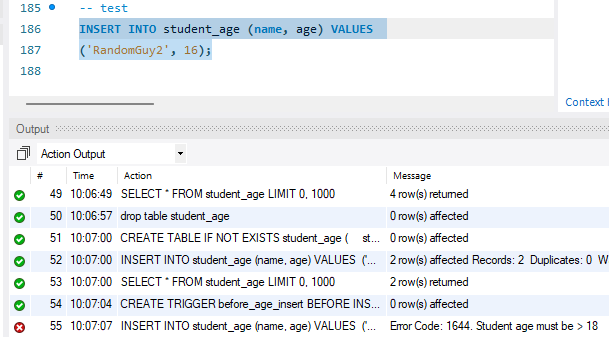 185 -- test
186 INSERT INTO student_age (name, age) VALUES
187 ('RandomGuy2', 16);
188
Context H
Output
Action Output
# Time Action Message
49 10:06:49 SELECT * FROM student_age LIMIT 0, 1000 4 row(s) returned
50 10:06:57 drop table student_age 0 row(s) affected
51 10:07:00 CREATE TABLE IF NOT EXISTS student_age ( st... 0 row(s) affected
52 10:07:00 INSERT INTO student_age (name, age) VALUES ('... 2 row(s) affected Records: 2 Duplicates: 0 W
53 10:07:00 SELECT * FROM student_age LIMIT 0, 1000 2 row(s) returned
54 10:07:04 CREATE TRIGGER before_age_insert BEFORE INS... 0 row(s) affected
55 10:07:07 INSERT INTO student_age (name, age) VALUES ('... Error Code: 1644. Student age must be > 18